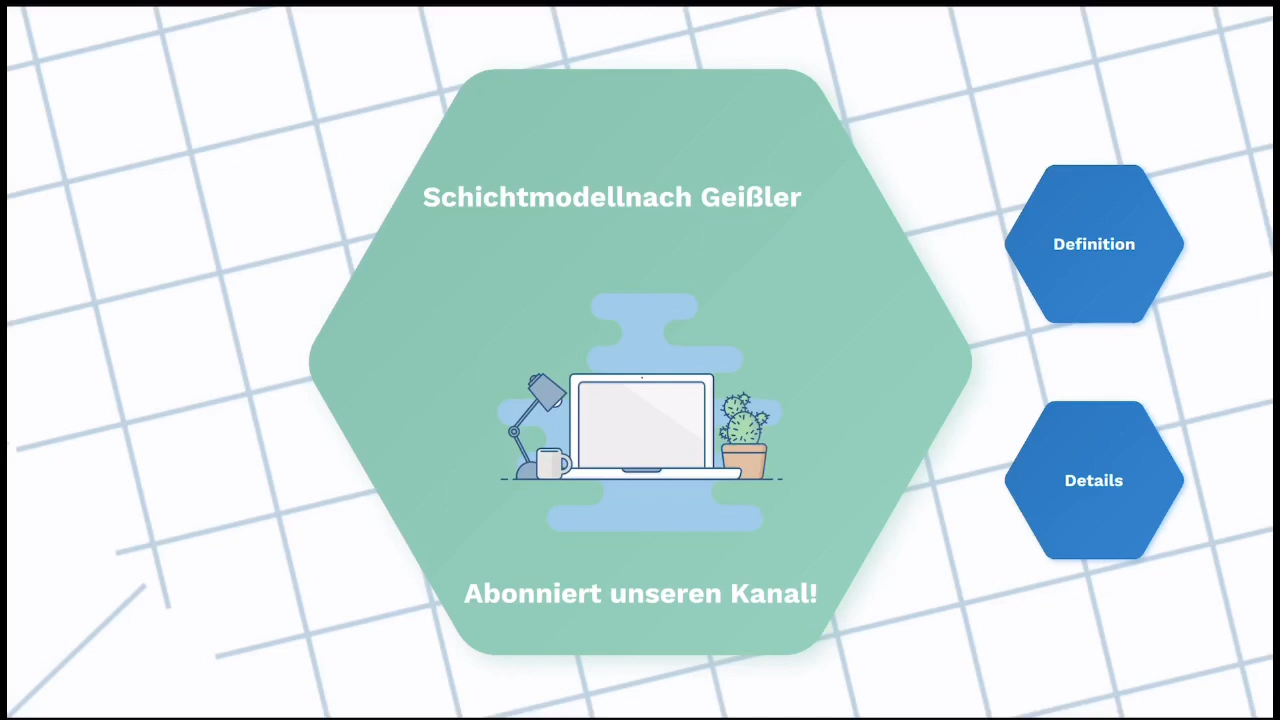 Schichtmodellnach Geißler
Definition
Details
Abonniert unseren Kanal!